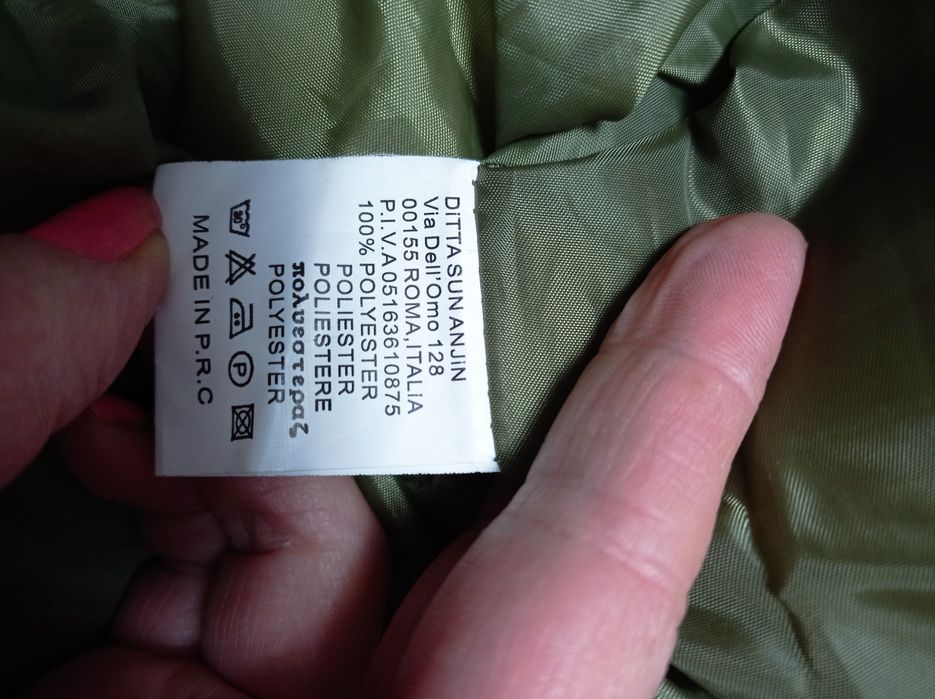 DiTTA SUN ANJIN
Via Dell'Omo 128
00155 ROMA,ITALIA
P.I.V.A.05163610875
100% POLYESTER
POLIESTER
POLIESTERE
πολυεστερας
POLYESTER
30°
P
MADE IN P.R.C